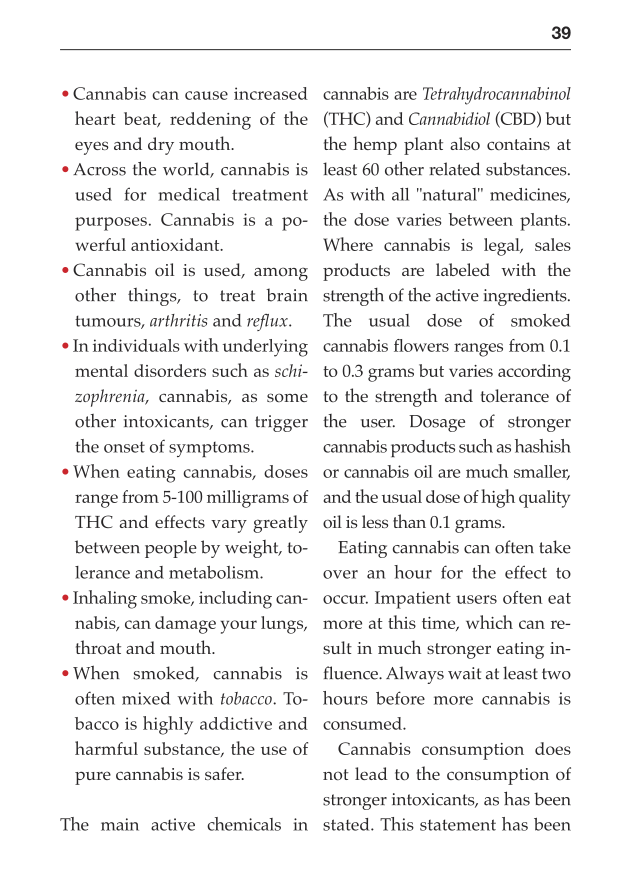 39
• Cannabis can cause increased
heart beat, reddening of the
eyes and dry mouth.
• Across the world, cannabis is
used for medical treatment
purposes. Cannabis is a po-
werful antioxidant.
• Cannabis oil is used, among
other things, to treat brain
tumours, arthritis and reflux.
• In individuals with underlying
mental disorders such as schi-
zophrenia, cannabis, as some
other intoxicants, can trigger
the onset of symptoms.
• When eating cannabis, doses
range from 5-100 milligrams of
THC and effects vary greatly
between people by weight, to-
lerance and metabolism.
• Inhaling smoke, including can-
nabis, can damage your lungs,
throat and mouth.
• When smoked, cannabis is
often mixed with tobacco. To-
bacco is highly addictive and
harmful substance, the use of
pure cannabis is safer.
The main active chemicals in
cannabis are Tetrahydrocannabinol
(THC) and Cannabidiol (CBD) but
the hemp plant also contains at
least 60 other related substances.
As with all "natural" medicines,
the dose varies between plants.
Where cannabis is legal, sales
products are labeled with the
strength of the active ingredients.
The usual dose of smoked
cannabis flowers ranges from 0.1
to 0.3 grams but varies according
to the strength and tolerance of
the user. Dosage of stronger
cannabis products such as hashish
or cannabis oil are much smaller,
and the usual dose of high quality
oil is less than 0.1 grams.
Eating cannabis can often take
over an hour for the effect to
occur. Impatient users often eat
more at this time, which can re-
sult in much stronger eating in-
fluence. Always wait at least two
hours before more cannabis is
consumed.
Cannabis consumption does
not lead to the consumption of
stronger intoxicants, as has been
stated. This statement has been